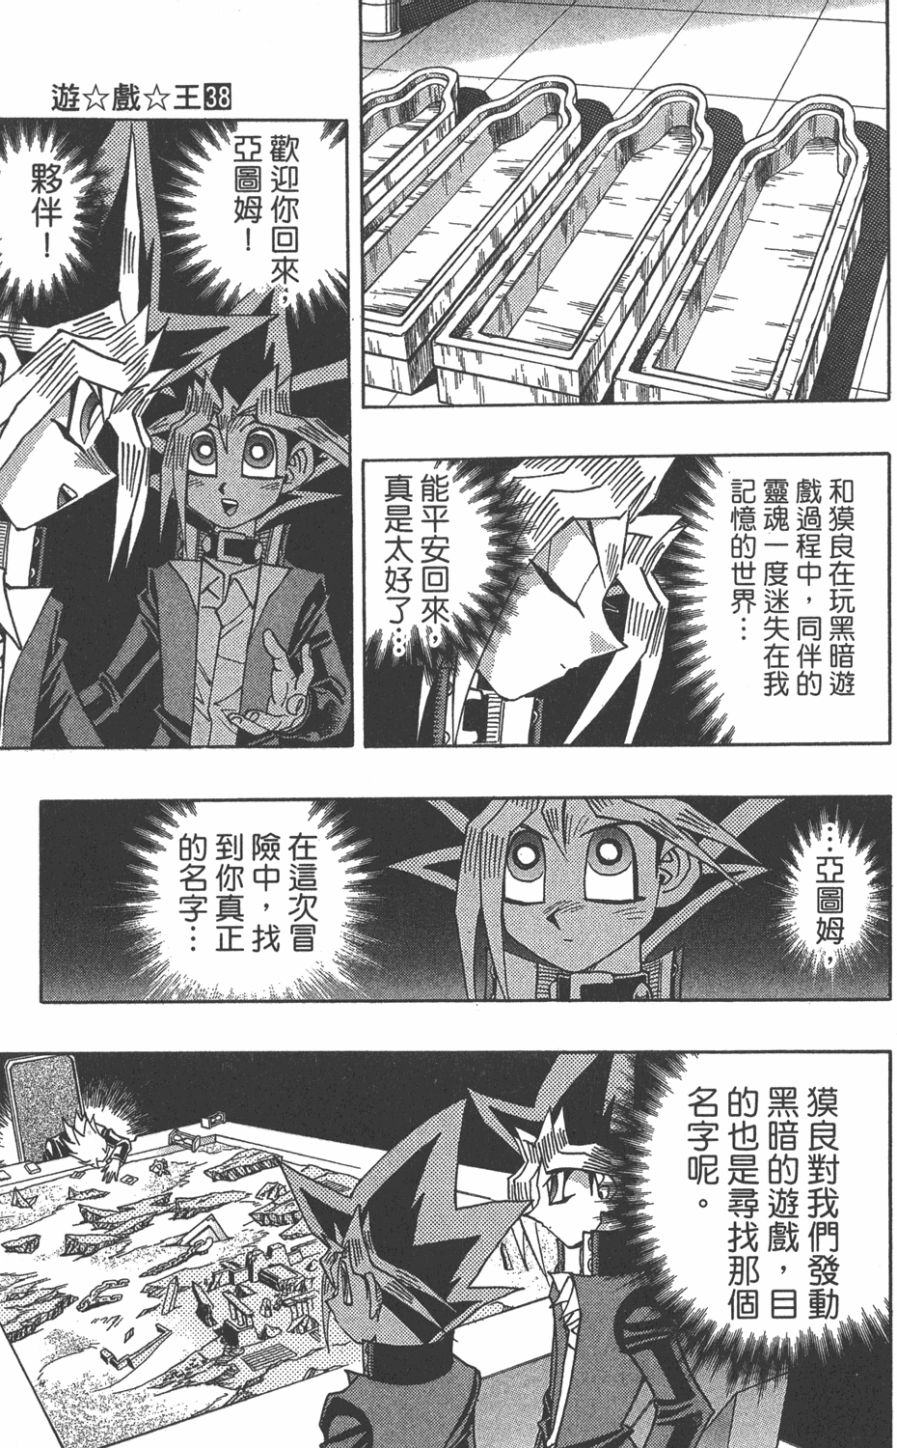 遊☆戲☆王38
歡迎你回來,
亞圖姆!
夥伴!
和獏良在玩黑暗遊
戲過程中,同伴的
靈魂一度迷失在我
記憶的世界…
能平安回來,
真是太好了…
…亞圖姆,
在這次冒
險中,找
到你真正
的名字…
獏良對我們發動
黑暗的遊戲,目
的也是尋找那個
名字呢。